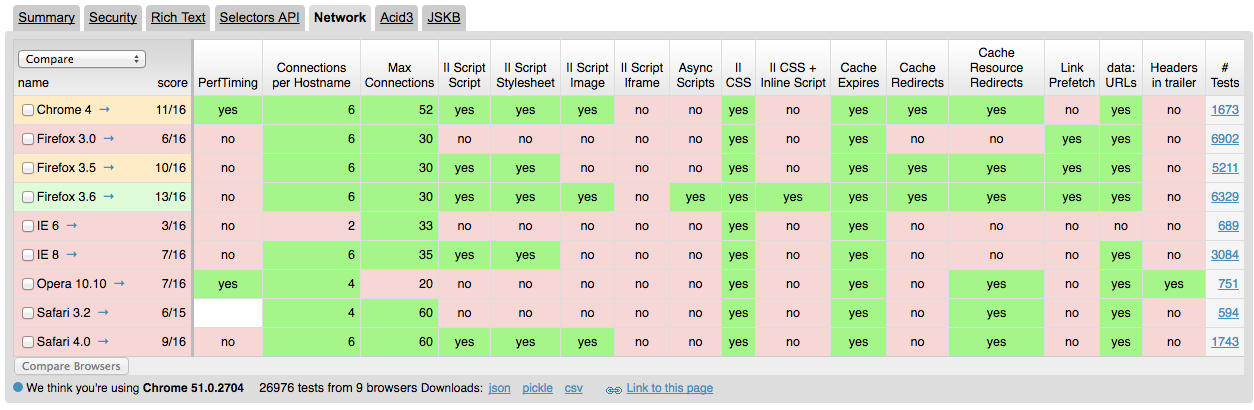 Summary Security Rich Text Selectors API Network Acid3 JSKB
Compare
name score PerfTiming Connections per Hostname Max Connections || Script Script || Script Stylesheet || Script Image || Script Iframe Async Scripts || CSS || CSS + Inline Script Cache Expires Cache Redirects Cache Resource Redirects Link Prefetch data: URLs Headers in trailer # Tests
Chrome 4 → 11/16 yes 6 52 yes yes yes no no yes no yes yes yes no yes no 1673
Firefox 3.0 → 6/16 no 6 30 no no no no no yes no yes no no yes yes no 6902
Firefox 3.5 → 10/16 no 6 30 yes yes no no no yes no yes yes yes yes yes no 5211
Firefox 3.6 → 13/16 no 6 30 yes yes yes no yes yes yes yes yes yes yes yes no 6329
IE 6 → 3/16 no 2 33 no no no no no yes no yes no no no no no 689
IE 8 → 7/16 no 6 35 yes yes no no no yes no yes no no no yes no 3084
Opera 10.10 → 7/16 yes 4 20 no no no no no yes no yes no yes no yes yes 751
Safari 3.2 → 6/15 4 60 no no no no no yes no yes no yes no yes no 594
Safari 4.0 → 9/16 no 6 60 yes yes yes no no yes no yes no yes no yes no 1743
Compare Browsers
We think you're using Chrome 51.0.2704 26976 tests from 9 browsers Downloads: json pickle csv Link to this page